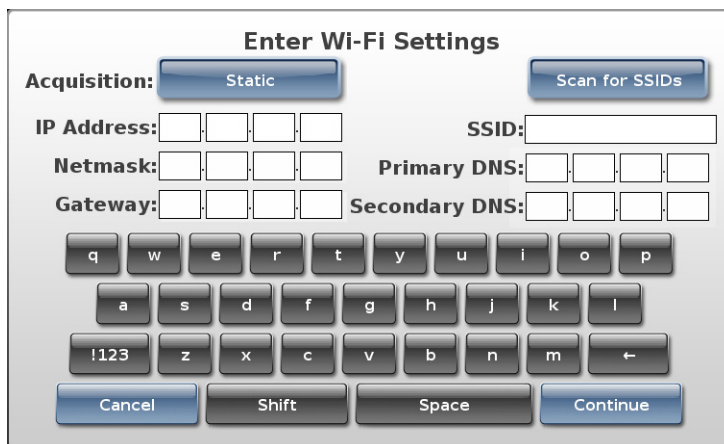 Enter Wi-Fi Settings
Acquisition: Static Scan for SSIDs
IP Address: . . . SSID:
Netmask: . . . Primary DNS: . . .
Gateway: . . . Secondary DNS: . . .
q w e r t y u i o p
a s d f g h j k l
!123 z x c v b n m ←
Cancel Shift Space Continue